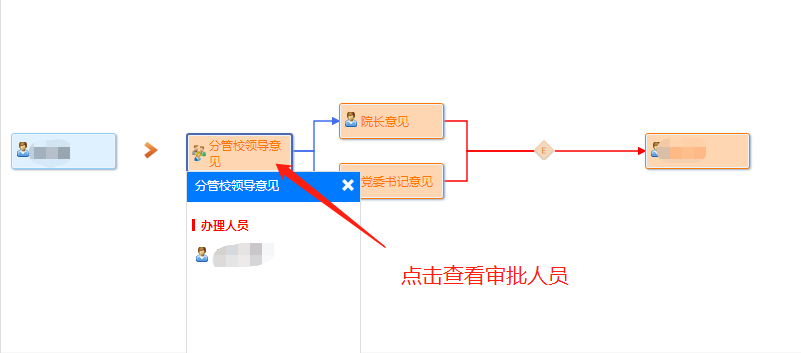 院长意见
分管校领导意
见
党委书记意见
E
分管校领导意见
办理人员
点击查看审批人员